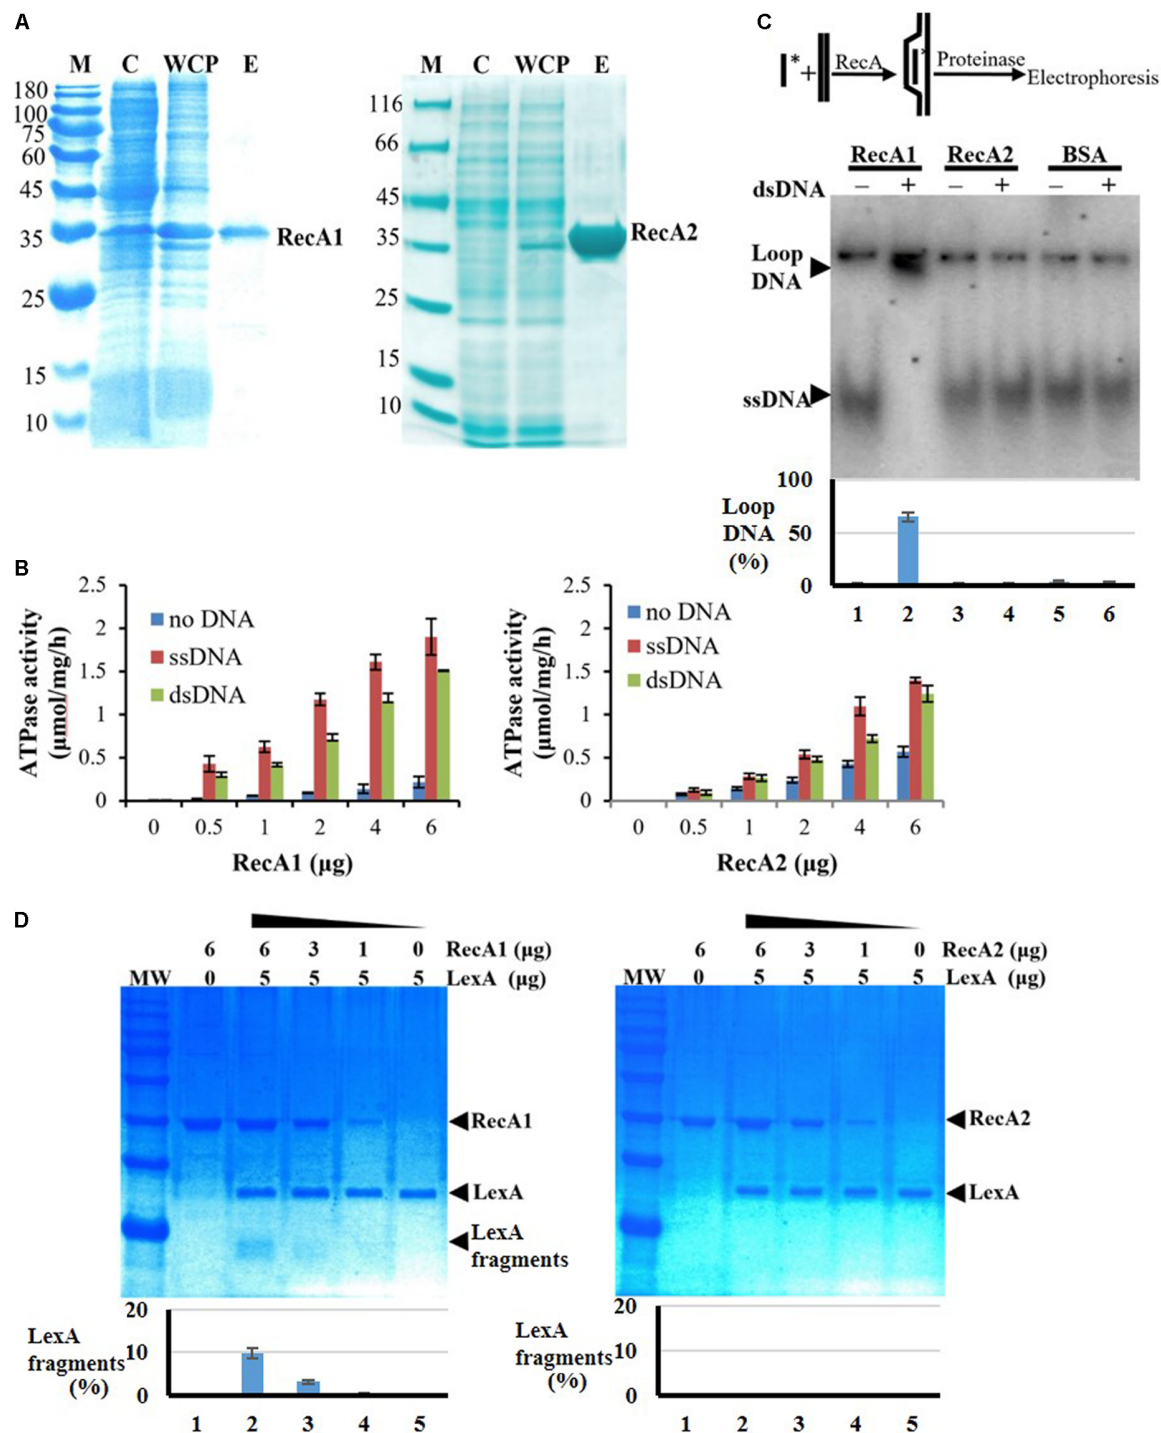 A
M C WCP E
180
100
75
60
45
35
25
15
10
RecA1
M C WCP E
116
66
45
35
25
15
10
RecA2
C
I* + RecA Proteinase Electrophoresis
RecA1 RecA2 BSA
dsDNA – + – + – +
Loop
DNA
ssDNA
Loop
DNA
(%)
100
50
0
1 2 3 4 5 6
B
ATPase activity
(μmol/mg/h)
2.5
2
1.5
1
0.5
0
no DNA
ssDNA
dsDNA
0 0.5 1 2 4 6
RecA1 (μg)
ATPase activity
(μmol/mg/h)
2.5
2
1.5
1
0.5
0
no DNA
ssDNA
dsDNA
0 0.5 1 2 4 6
RecA2 (μg)
D
6 6 3 1 0 RecA1 (μg)
MW 0 5 5 5 5 LexA (μg)
RecA1
LexA
LexA
fragments
LexA
fragments
(%)
20
10
0
1 2 3 4 5
6 6 3 1 0 RecA2 (μg)
MW 0 5 5 5 5 LexA (μg)
RecA2
LexA
LexA
fragments
(%)
20
10
0
1 2 3 4 5